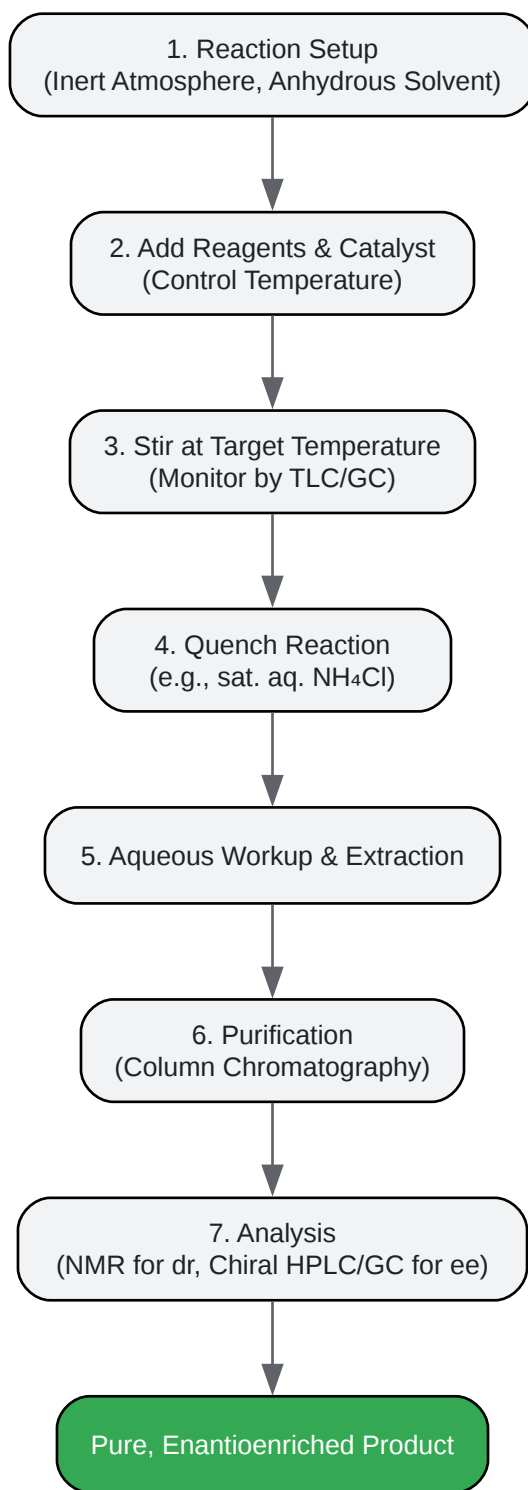 1. Reaction Setup
(Inert Atmosphere, Anhydrous Solvent)
2. Add Reagents & Catalyst
(Control Temperature)
3. Stir at Target Temperature
(Monitor by TLC/GC)
4. Quench Reaction
(e.g., sat. aq. NH₄Cl)
5. Aqueous Workup & Extraction
6. Purification
(Column Chromatography)
7. Analysis
(NMR for dr, Chiral HPLC/GC for ee)
Pure, Enantioenriched Product